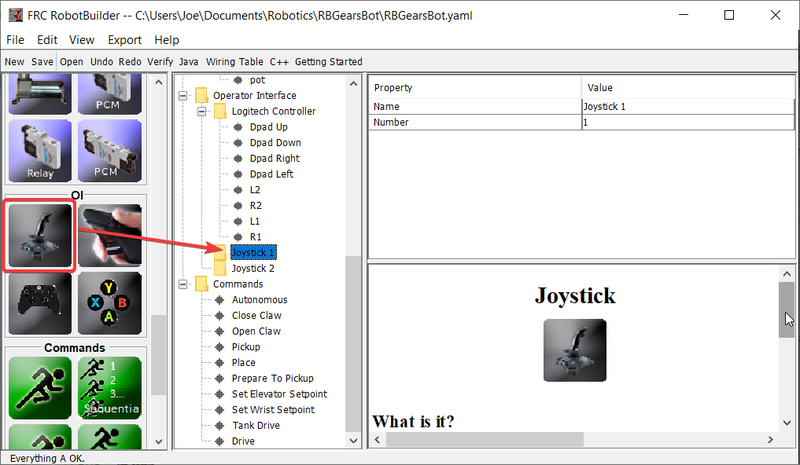 FRC RobotBuilder -- C:\Users\Joe\Documents\Robotics\RBGearsBot\RBGearsBot.yaml
File Edit View Export Help
New Save Open Undo Redo Verify Java Wiring Table C++ Getting Started
PCM
Relay
PCM
OI
Y
X
B
A
Commands
1
2
3...
Sequentia
pot
Operator Interface
Logitech Controller
Dpad Up
Dpad Down
Dpad Right
Dpad Left
L2
R2
L1
R1
Joystick 1
Joystick 2
Commands
Autonomous
Close Claw
Open Claw
Pickup
Place
Prepare To Pickup
Set Elevator Setpoint
Set Wrist Setpoint
Tank Drive
Drive
Property Value
Name Joystick 1
Number 1
Joystick
What is it?
Everything A OK.